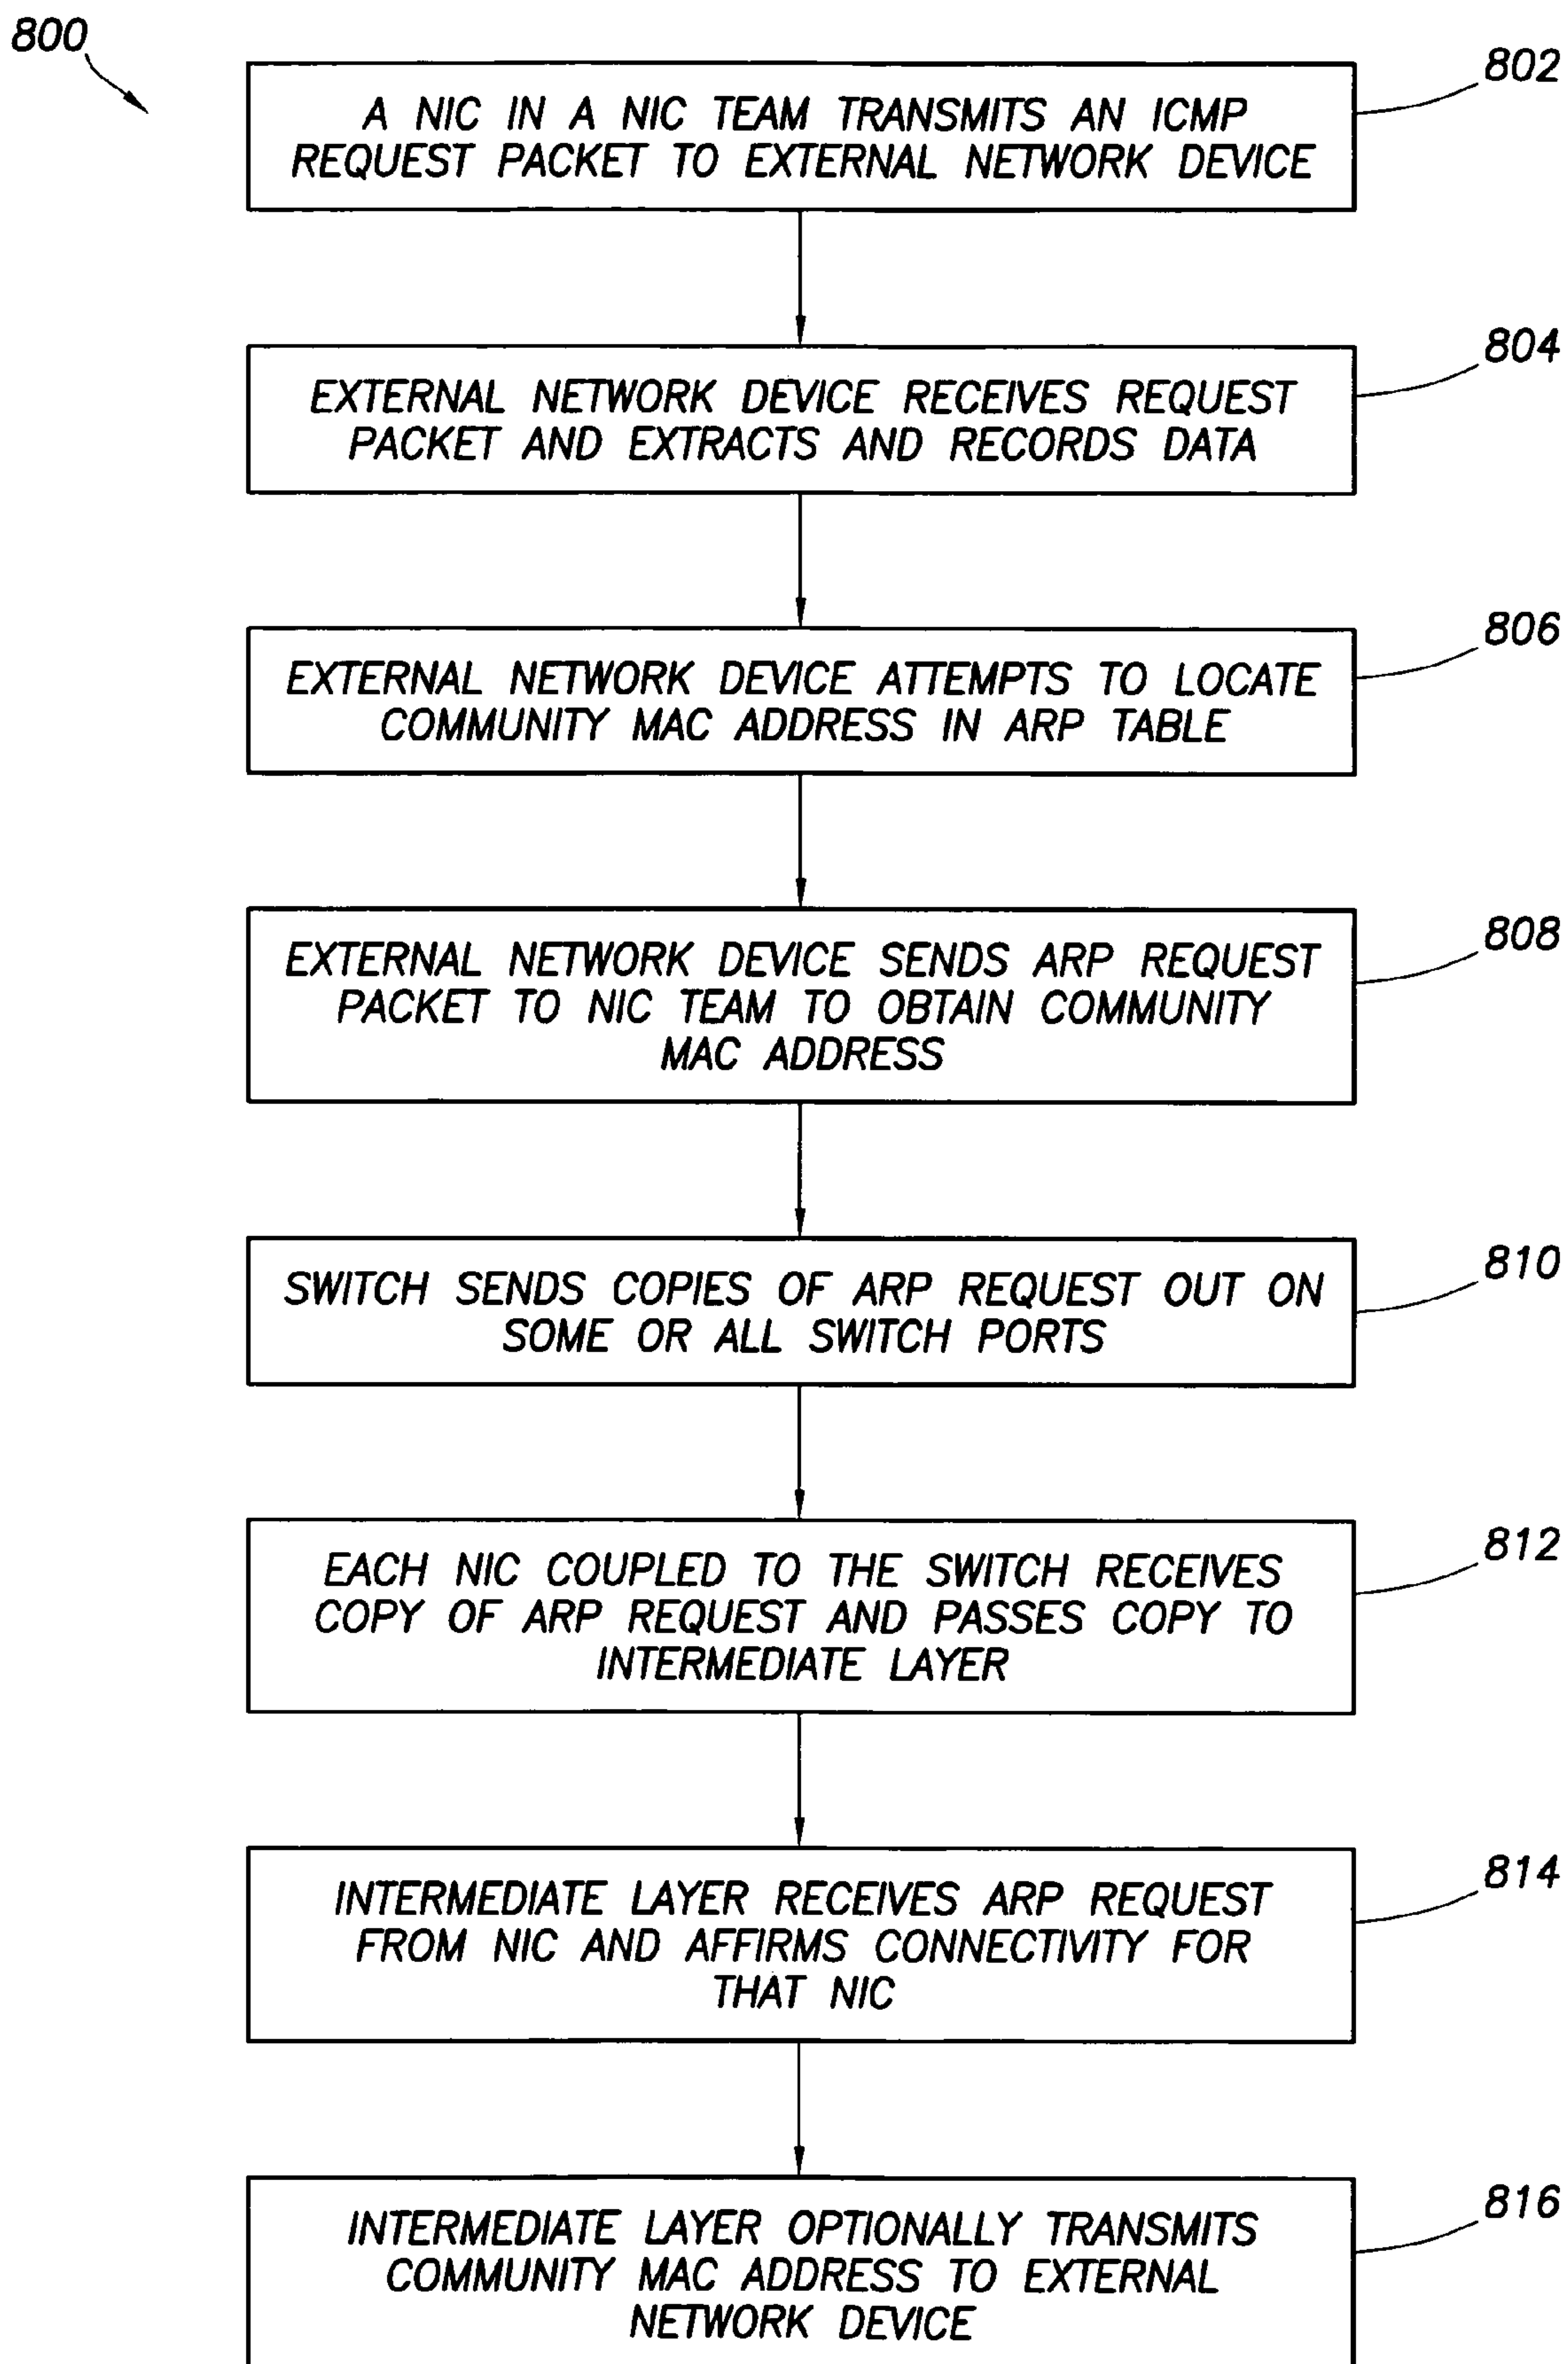 800
802
A NIC IN A NIC TEAM TRANSMITS AN ICMP
REQUEST PACKET TO EXTERNAL NETWORK DEVICE
804
EXTERNAL NETWORK DEVICE RECEIVES REQUEST
PACKET AND EXTRACTS AND RECORDS DATA
806
EXTERNAL NETWORK DEVICE ATTEMPTS TO LOCATE
COMMUNITY MAC ADDRESS IN ARP TABLE
808
EXTERNAL NETWORK DEVICE SENDS ARP REQUEST
PACKET TO NIC TEAM TO OBTAIN COMMUNITY
MAC ADDRESS
810
SWITCH SENDS COPIES OF ARP REQUEST OUT ON
SOME OR ALL SWITCH PORTS
812
EACH NIC COUPLED TO THE SWITCH RECEIVES
COPY OF ARP REQUEST AND PASSES COPY TO
INTERMEDIATE LAYER
814
INTERMEDIATE LAYER RECEIVES ARP REQUEST
FROM NIC AND AFFIRMS CONNECTIVITY FOR
THAT NIC
816
INTERMEDIATE LAYER OPTIONALLY TRANSMITS
COMMUNITY MAC ADDRESS TO EXTERNAL
NETWORK DEVICE